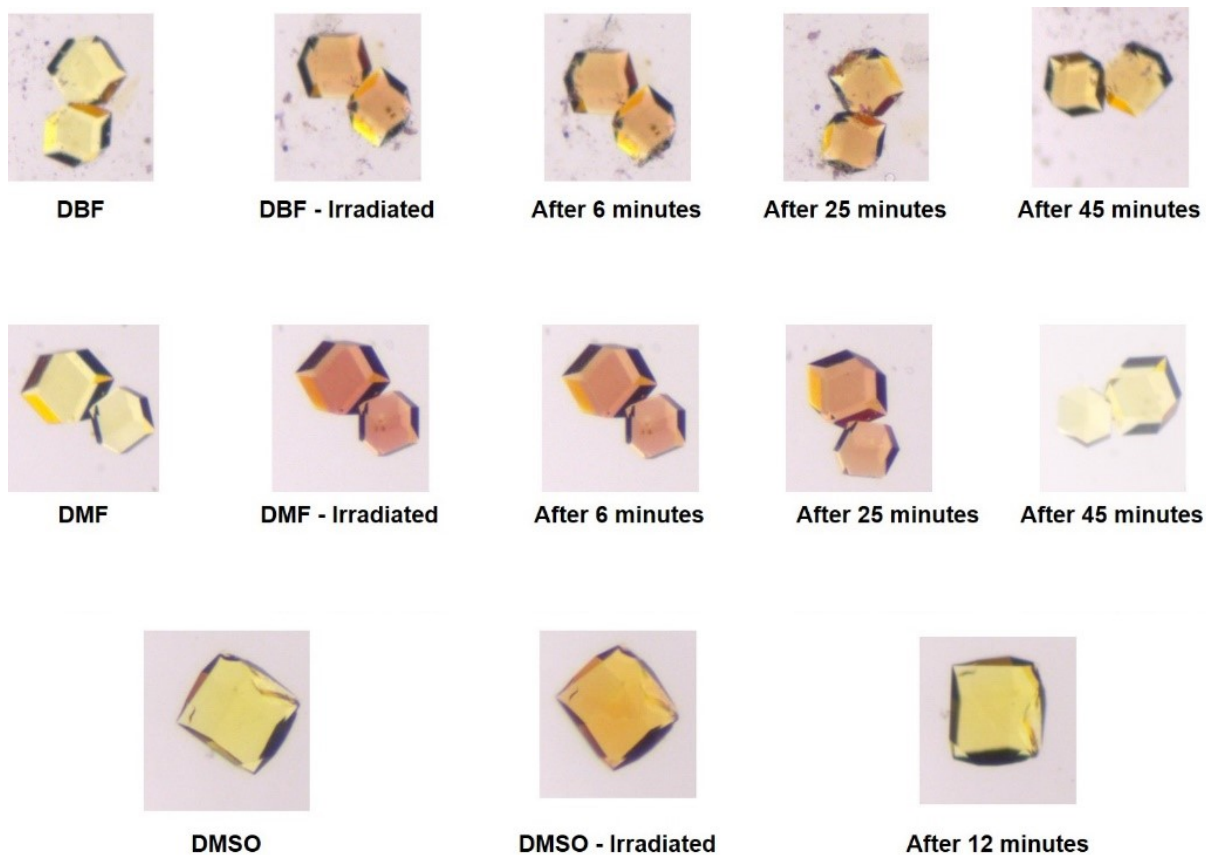 DBF DBF - Irradiated After 6 minutes After 25 minutes After 45 minutes
DMF DMF - Irradiated After 6 minutes After 25 minutes After 45 minutes
DMSO DMSO - Irradiated After 12 minutes